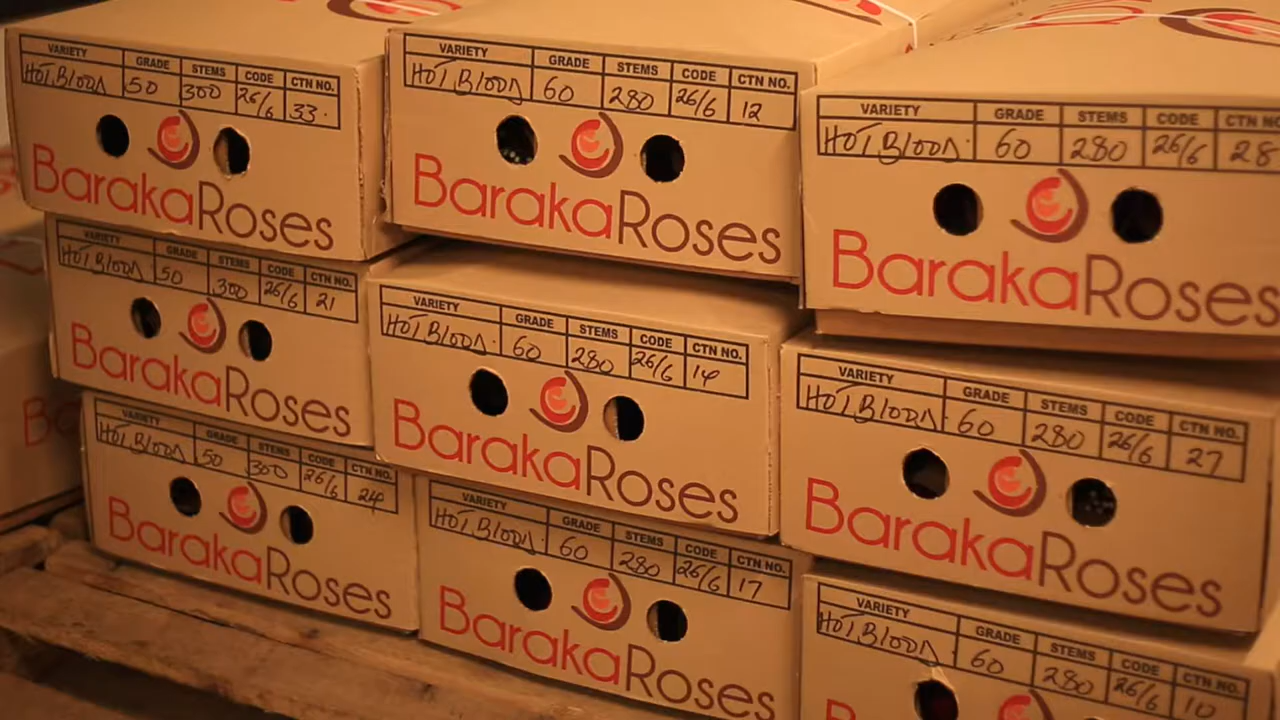 VARIETY GRADE STEMS CODE CTN NO.
HOT.BLOOD 50 300 26/6 33.
BarakaRoses
VARIETY GRADE STEMS CODE CTN NO.
HOT.BLOOD 60 280 26/6 12
BarakaRoses
VARIETY GRADE STEMS CODE CTN NO
HOT.BLOOD. 60 280 26/6 28
BarakaRoses
VARIETY GRADE STEMS CODE CTN NO.
HOT.BLOOD 50 300 26/6 21
BarakaRoses
VARIETY GRADE STEMS CODE CTN NO.
HOT.BLOOD. 60 280 26/6 14
BarakaRoses
VARIETY GRADE STEMS CODE CTN NO.
HOT.BLOOD. 60 280 26/6 27
BarakaRoses
VARIETY GRADE STEMS CODE CTN NO.
HOT.BLOOD 50 300 26/6 24
BarakaRoses
VARIETY GRADE STEMS CODE CTN NO.
HOT.BLOOD. 60 280 26/6 17
BarakaRoses
VARIETY GRADE STEMS CODE CTN NO.
HOT.BLOOD 60 280 26/6 10